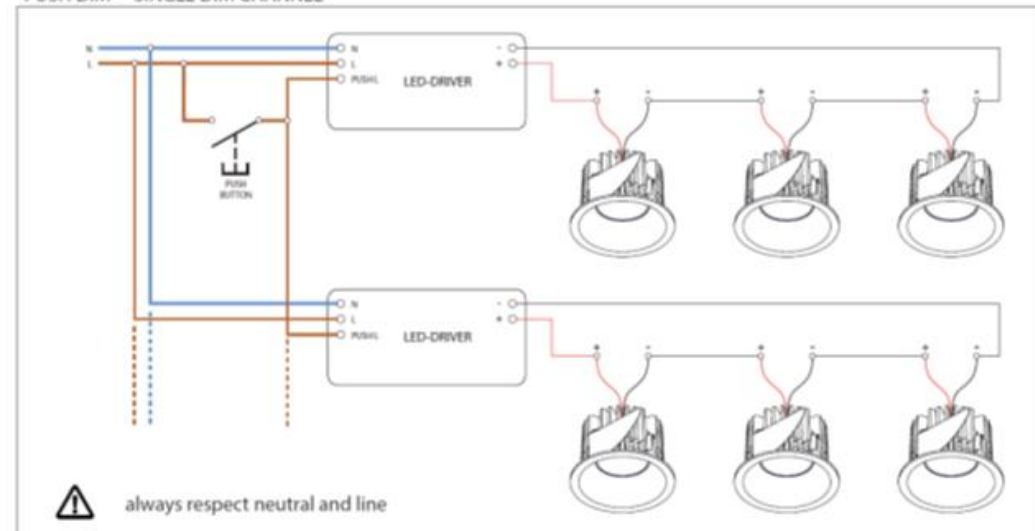 N
L
N
L
PUSH/L
LED-DRIVER
-
+
+ - + - + -
PUSH
BUTTON
N
L
PUSH/L
LED-DRIVER
-
+
+ - + - + -
always respect neutral and line